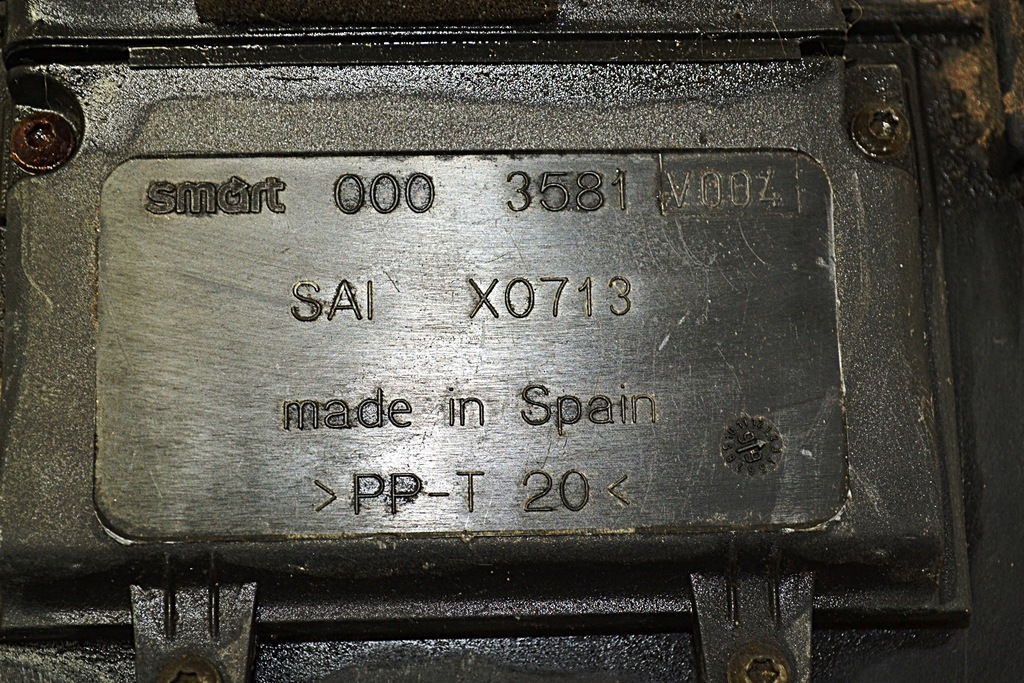 smart 000 3581 V004
SAI X0713
made in Spain
>PP-T 20<